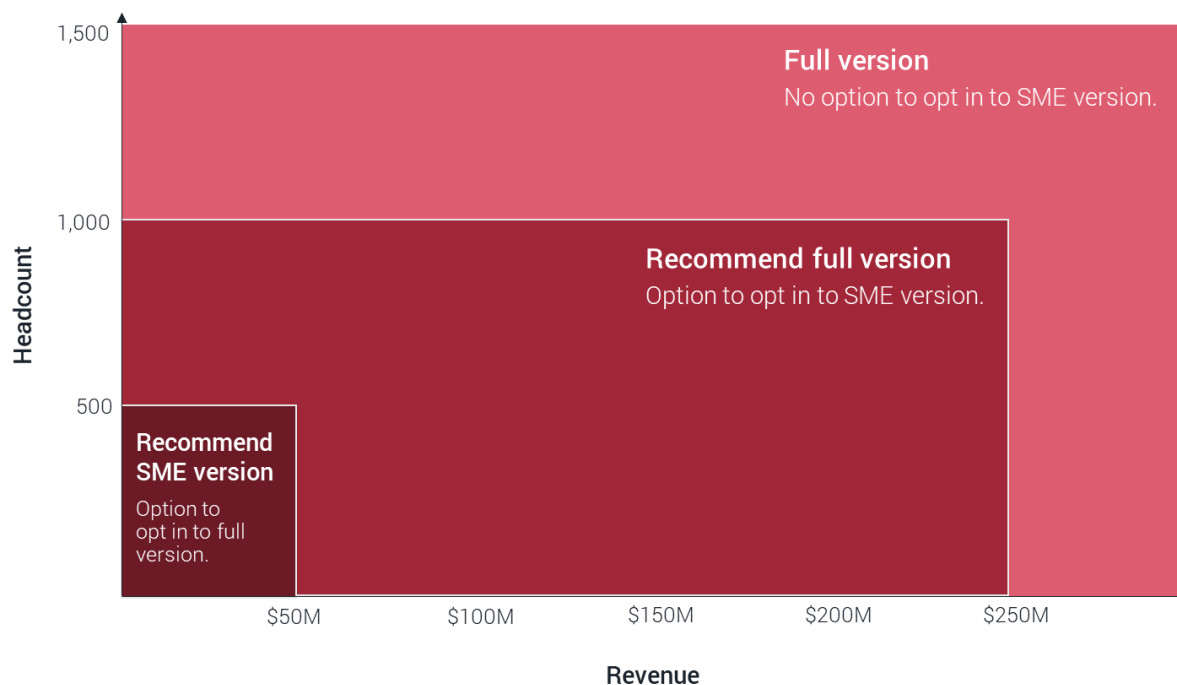 1,500
Full version
No option to opt in to SME version.
1,000
Recommend full version
Option to opt in to SME version.
Headcount
500
Recommend
SME version
Option to
opt in to full
version.
$50M
$100M
$150M
$200M
$250M
Revenue